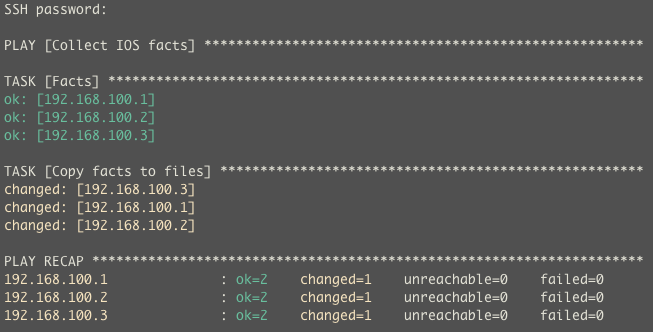 SSH password:
PLAY [Collect IOS facts] *******************************************************
TASK [Facts] *******************************************************************
ok: [192.168.100.1]
ok: [192.168.100.2]
ok: [192.168.100.3]
TASK [Copy facts to files] *****************************************************
changed: [192.168.100.3]
changed: [192.168.100.1]
changed: [192.168.100.2]
PLAY RECAP *********************************************************************
192.168.100.1 : ok=2 changed=1 unreachable=0 failed=0
192.168.100.2 : ok=2 changed=1 unreachable=0 failed=0
192.168.100.3 : ok=2 changed=1 unreachable=0 failed=0